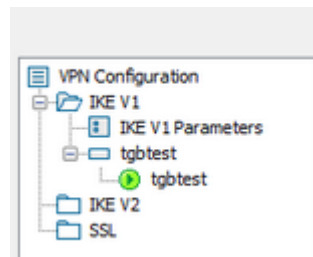 VPN Configuration
IKE V1
IKE V1 Parameters
tgbtest
tgbtest
IKE V2
SSL